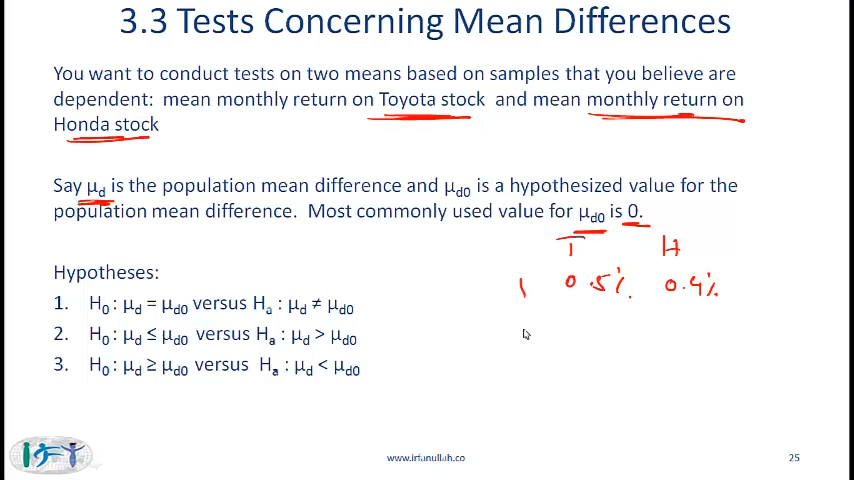 3.3 Tests Concerning Mean Differences
You want to conduct tests on two means based on samples that you believe are
dependent: mean monthly return on Toyota stock and mean monthly return on
Honda stock
Say μd is the population mean difference and μd0 is a hypothesized value for the
population mean difference. Most commonly used value for μd0 is 0.
T H
Hypotheses:
1 0.5% 0.4%
1. H0 : μd = μd0 versus Ha : μd ≠ μd0
2. H0 : μd ≤ μd0 versus Ha : μd > μd0
3. H0 : μd ≥ μd0 versus Ha : μd < μd0
www.irfanullah.co
25